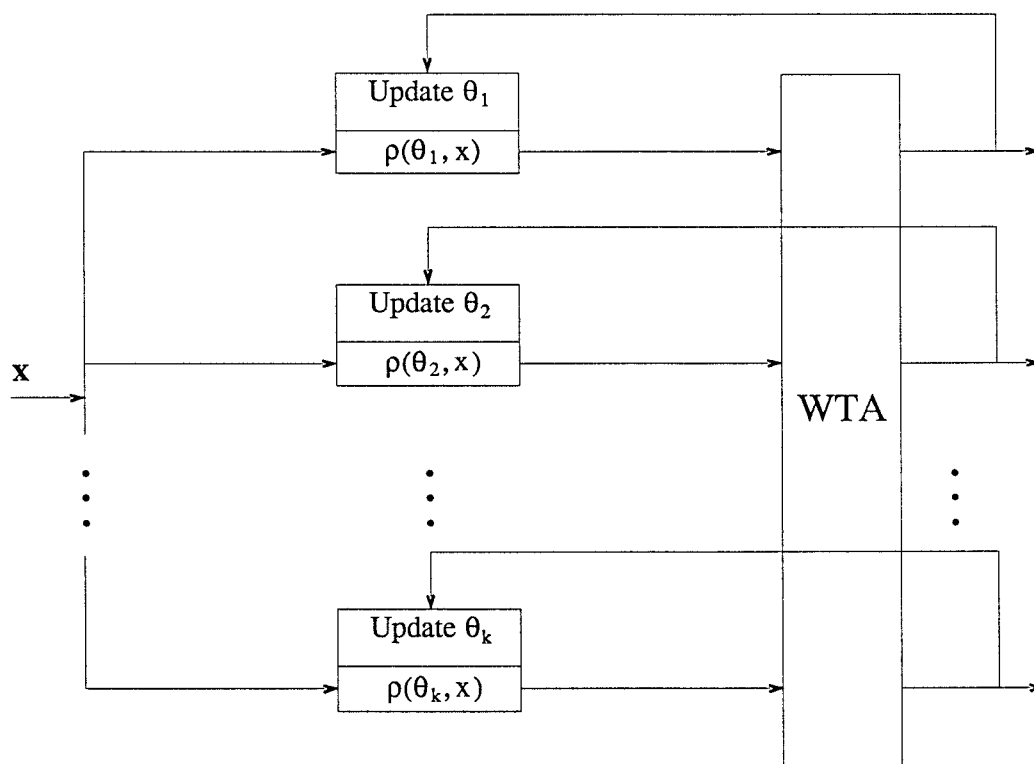 Update θ₁
ρ(θ₁, x)
Update θ₂
ρ(θ₂, x)
x
WTA
Update θₖ
ρ(θₖ, x)